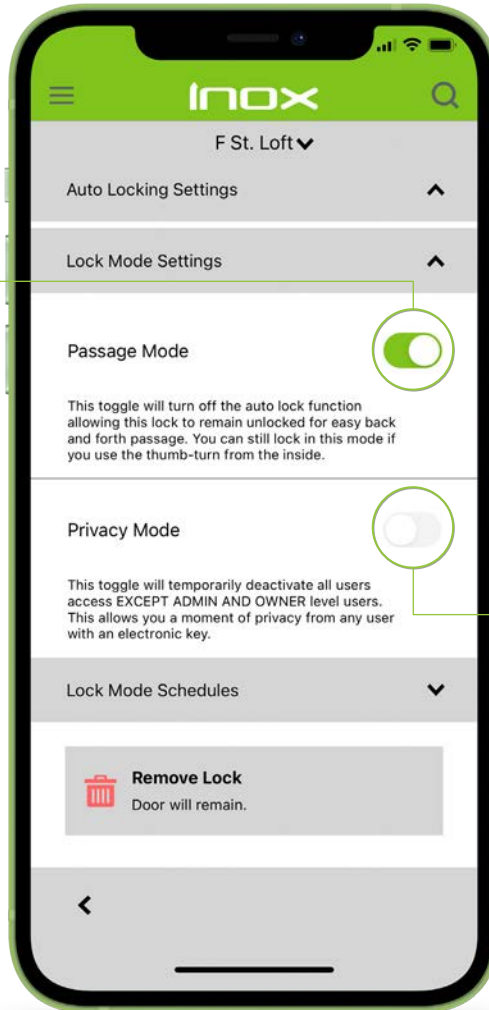 INOX
F St. Loft
Auto Locking Settings
Lock Mode Settings
Passage Mode
This toggle will turn off the auto lock function
allowing this lock to remain unlocked for easy back
and forth passage. You can still lock in this mode if
you use the thumb-turn from the inside.
Privacy Mode
This toggle will temporarily deactivate all users
access EXCEPT ADMIN AND OWNER level users.
This allows you a moment of privacy from any user
with an electronic key.
Lock Mode Schedules
Remove Lock
Door will remain.